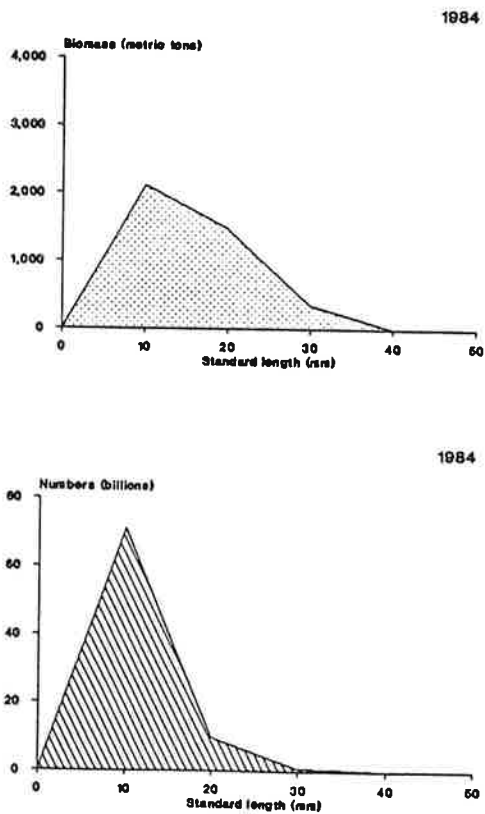 1984
Biomass (metric tons)
4,000
3,000
2,000
1,000
0
0 10 20 30 40 50
Standard length (mm)
1984
Numbers (billions)
80
60
40
20
0
0 10 20 30 40 50
Standard length (mm)